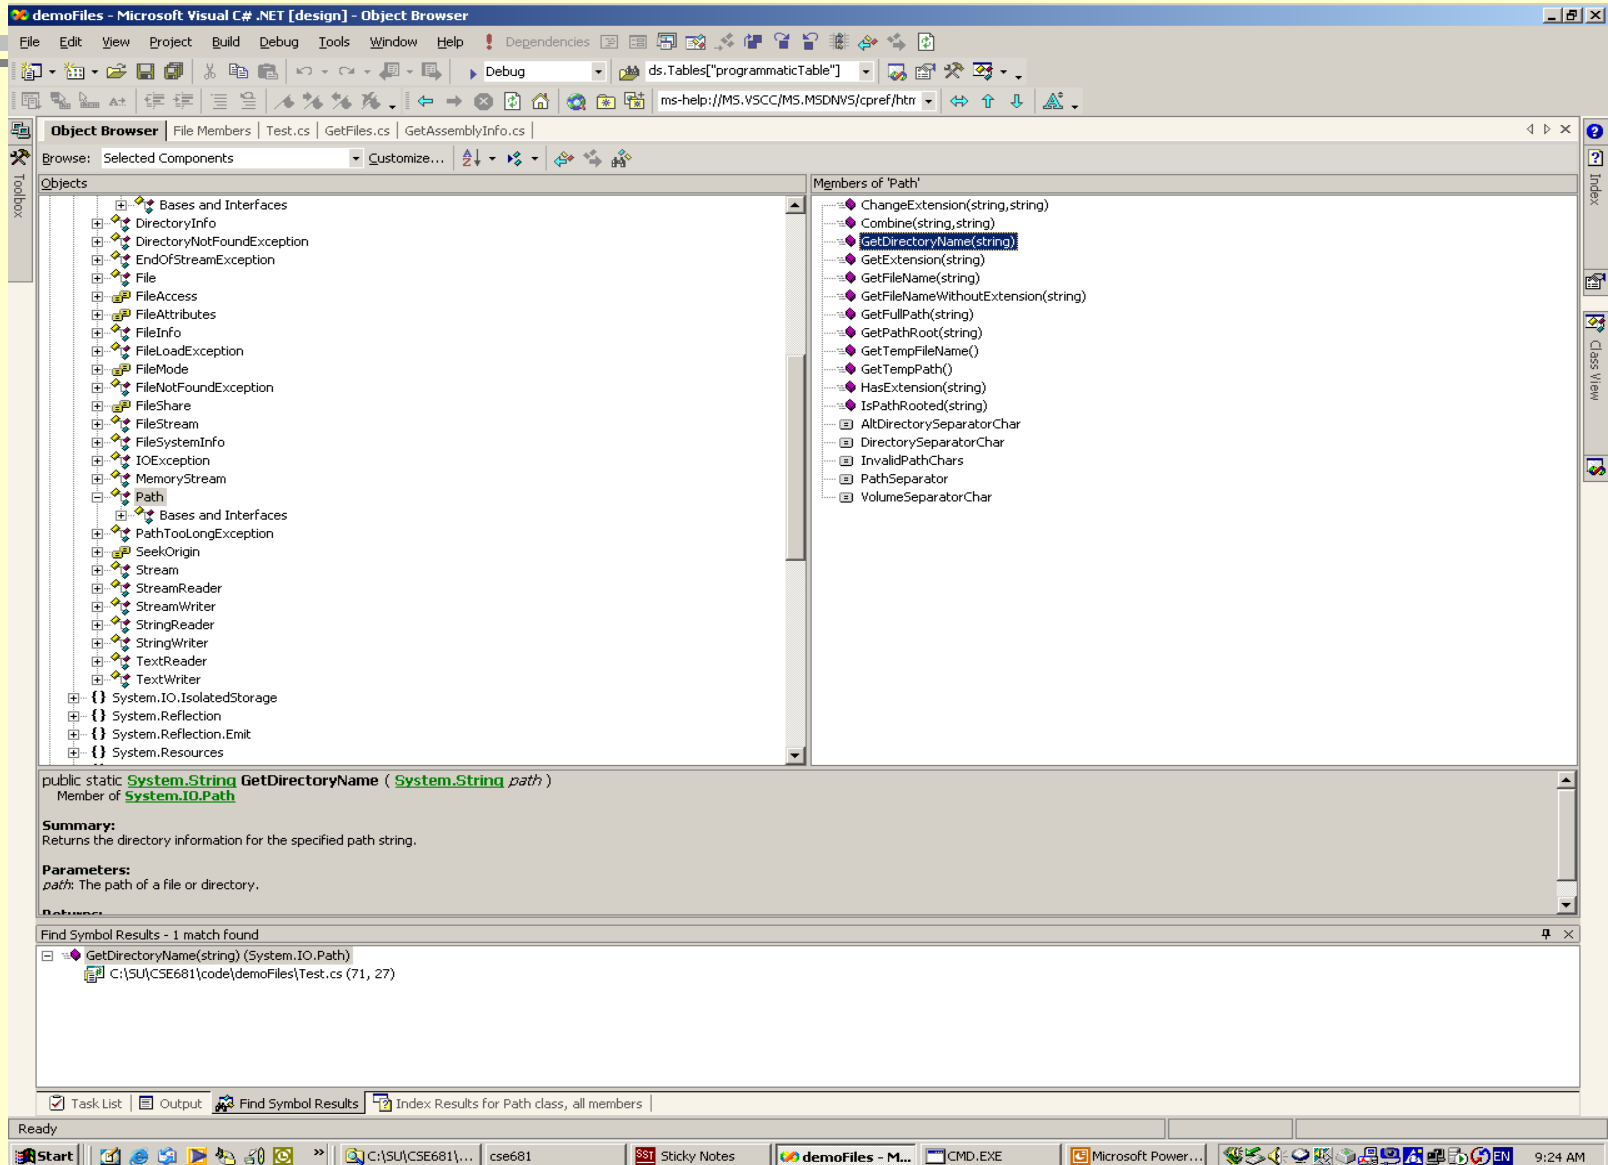 demoFiles - Microsoft Visual C# .NET [design] - Object Browser
File Edit View Project Build Debug Tools Window Help Dependencies
Debug ds.Tables["programmaticTable"]
ms-help://MS.VSCC/MS.MSDNVS/cpref/htm
Object Browser File Members Test.cs GetFiles.cs GetAssemblyInfo.cs
Browse: Selected Components Customize...
Toolbox
Objects
Bases and Interfaces
DirectoryInfo
DirectoryNotFoundException
EndOfStreamException
File
FileAccess
FileAttributes
FileInfo
FileLoadException
FileMode
FileNotFoundException
FileShare
FileStream
FileSystemInfo
IOException
MemoryStream
Path
Bases and Interfaces
PathTooLongException
SeekOrigin
Stream
StreamReader
StreamWriter
StringReader
StringWriter
TextReader
TextWriter
{} System.IO.IsolatedStorage
{} System.Reflection
{} System.Reflection.Emit
{} System.Resources
Members of 'Path'
ChangeExtension(string,string)
Combine(string,string)
GetDirectoryName(string)
GetExtension(string)
GetFileName(string)
GetFileNameWithoutExtension(string)
GetFullPath(string)
GetPathRoot(string)
GetTempFileName()
GetTempPath()
HasExtension(string)
IsPathRooted(string)
AltDirectorySeparatorChar
DirectorySeparatorChar
InvalidPathChars
PathSeparator
VolumeSeparatorChar
Index
Class View
public static System.String GetDirectoryName ( System.String path )
Member of System.IO.Path
Summary:
Returns the directory information for the specified path string.
Parameters:
path: The path of a file or directory.
Returns:
Find Symbol Results - 1 match found
GetDirectoryName(string) (System.IO.Path)
C:\SU\CSE681\code\demoFiles\Test.cs (71, 27)
Task List Output Find Symbol Results Index Results for Path class, all members
Ready
Start » C:\SU\CSE681\... cse681 SST Sticky Notes demoFiles - M... CMD.EXE Microsoft Power... EN 9:24 AM